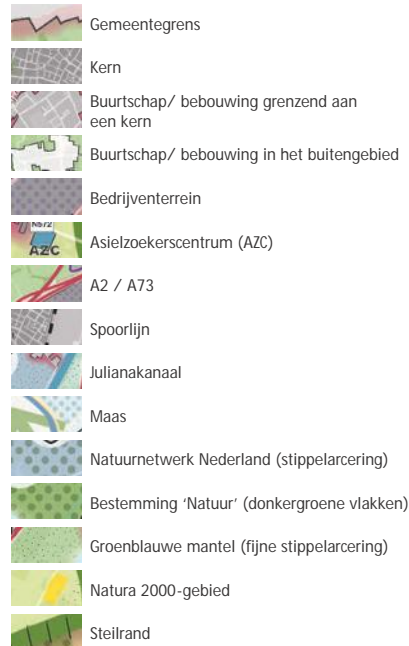 Gemeentegrens
Kern
Buurtschap/ bebouwing grenzend aan
een kern
Buurtschap/ bebouwing in het buitengebied
Bedrijventerrein
N572
AZC
Asielzoekerscentrum (AZC)
A2 / A73
Spoorlijn
Julianakanaal
Maas
Natuurnetwerk Nederland (stippelarcering)
Bestemming ‘Natuur’ (donkergroene vlakken)
Groenblauwe mantel (fijne stippelarcering)
Natura 2000-gebied
Steilrand